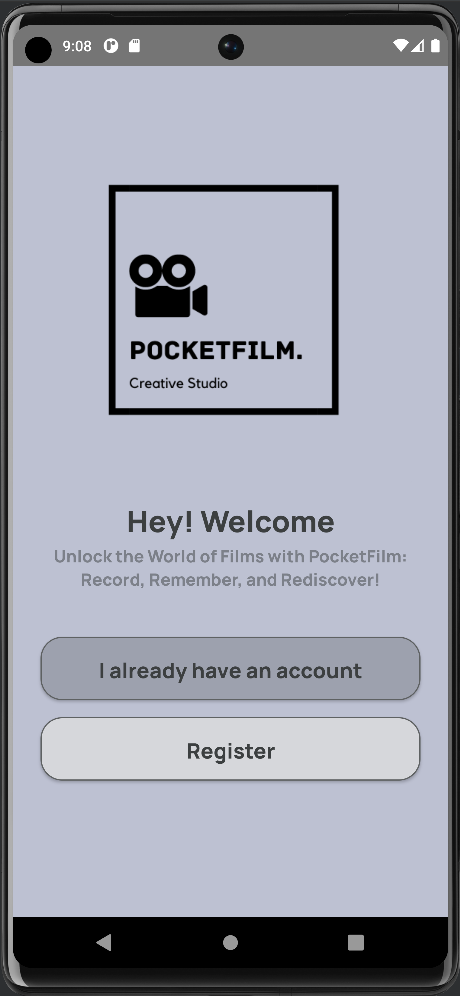 9:08
POCKETFILM.
Creative Studio
Hey! Welcome
Unlock the World of Films with PocketFilm:
Record, Remember, and Rediscover!
I already have an account
Register